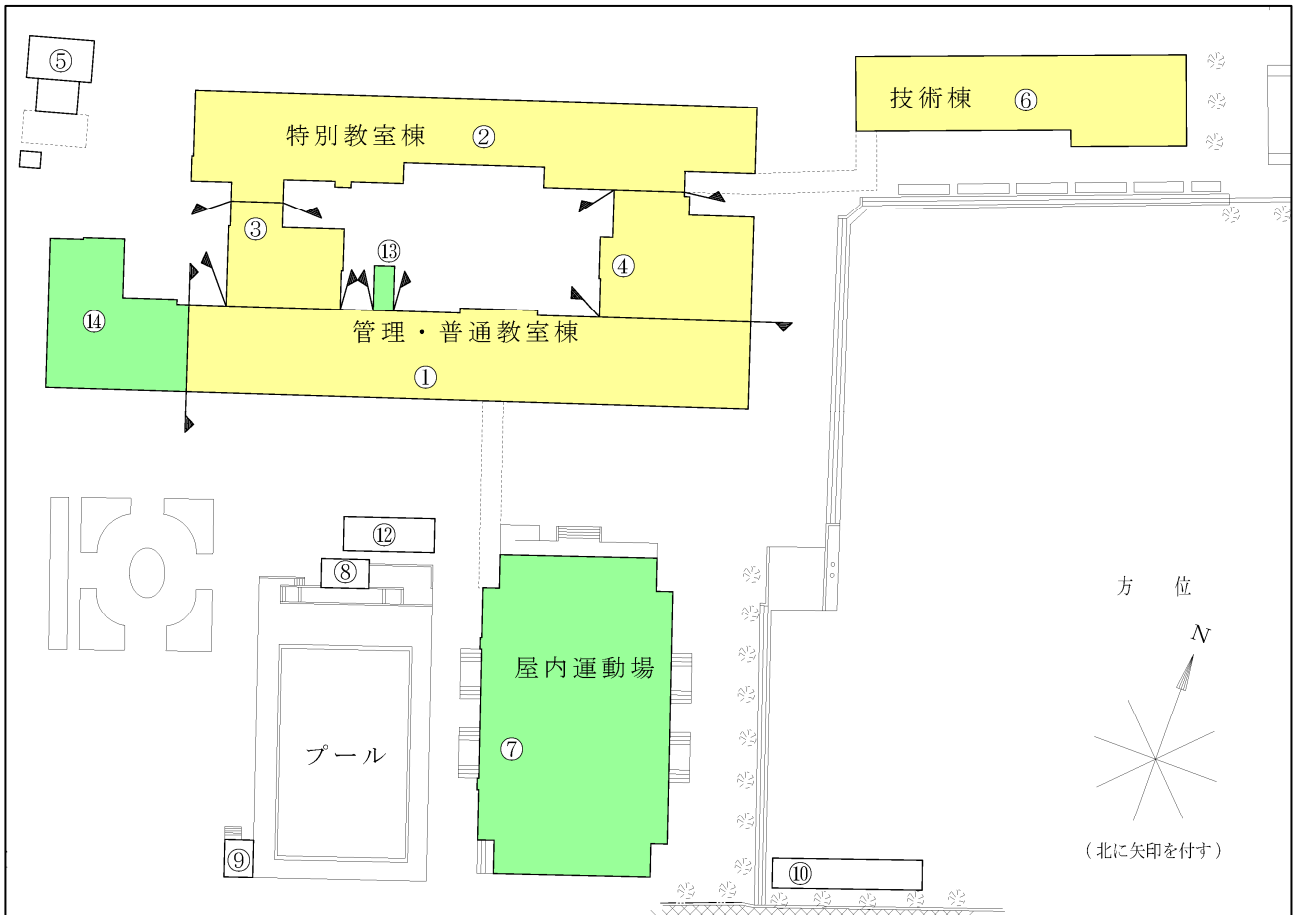 ⑤
技術棟 ⑥
特別教室棟 ②
③
⑬
④
⑭
管理・普通教室棟
①
⑫
⑧
方 位
N
屋内運動場
プール
⑦
⑨
⑩
(北に矢印を付す)